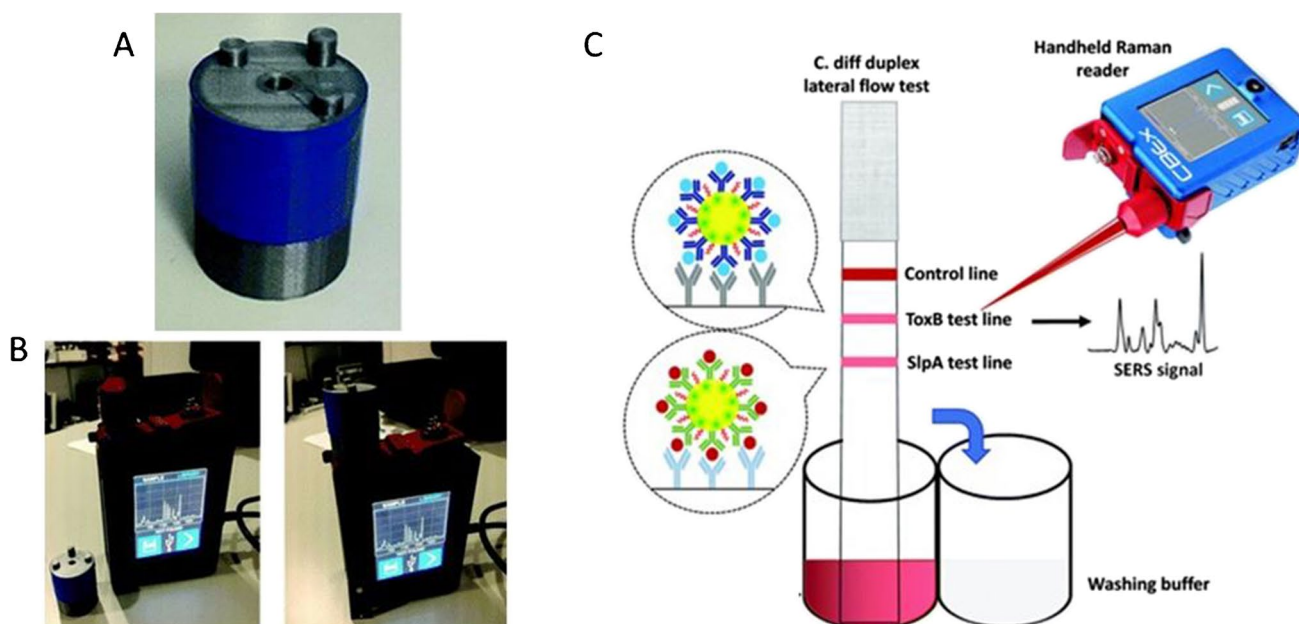 A
B
C
C. diff duplex
lateral flow test
Handheld Raman
reader
CBEx
Control line
ToxB test line
SlpA test line
SERS signal
Washing buffer
SAMPLE